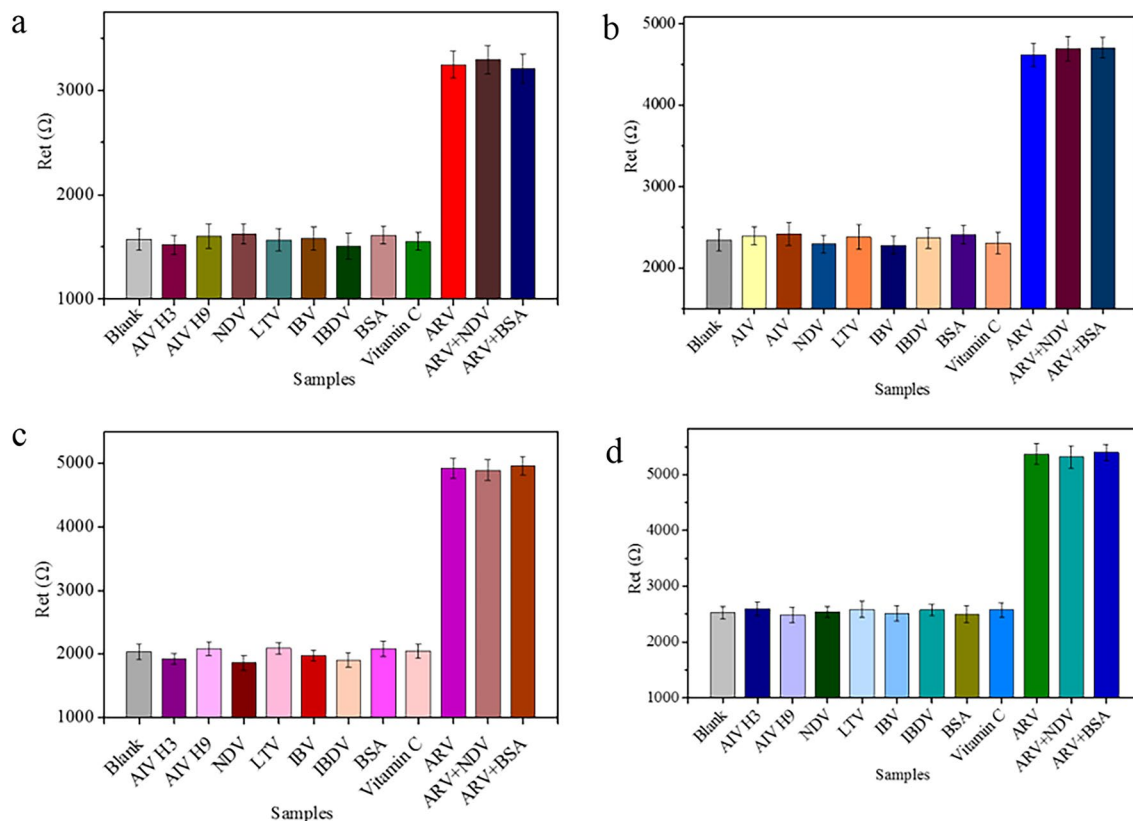 a
Ret (Ω)
3000
2000
1000
Blank
AIV H3
AIV H9
NDV
LTV
IBV
IBDV
BSA
Vitamin C
ARV
ARV+NDV
ARV+BSA
Samples
b
Ret (Ω)
5000
4000
3000
2000
Blank
AIV
AIV
NDV
LTV
IBV
IBDV
BSA
Vitamin C
ARV
ARV+NDV
ARV+BSA
Samples
c
Ret (Ω)
5000
4000
3000
2000
1000
Blank
AIV H3
AIV H9
NDV
LTV
IBV
IBDV
BSA
Vitamin C
ARV
ARV+NDV
ARV+BSA
Samples
d
Ret (Ω)
5000
4000
3000
2000
1000
Blank
AIV H3
AIV H9
NDV
LTV
IBV
IBDV
BSA
Vitamin C
ARV
ARV+NDV
ARV+BSA
Samples